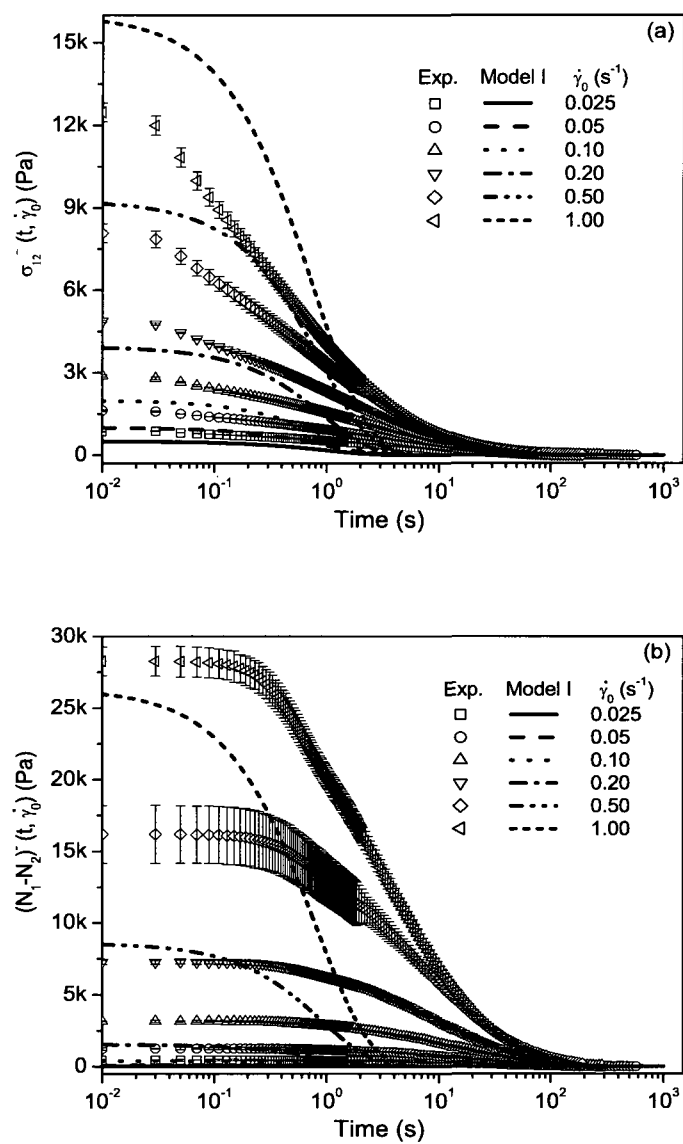 (a)
15k
12k
9k
6k
3k
0
σ₁₂⁻ (t, γ̇₀) (Pa)
Exp. Model I γ̇₀ (s⁻¹)
0.025
0.05
0.10
0.20
0.50
1.00
10⁻² 10⁻¹ 10⁰ 10¹ 10² 10³
Time (s)
(b)
30k
25k
20k
15k
10k
5k
0
(N₁-N₂)⁻ (t, γ̇₀) (Pa)
Exp. Model I γ̇₀ (s⁻¹)
0.025
0.05
0.10
0.20
0.50
1.00
10⁻² 10⁻¹ 10⁰ 10¹ 10² 10³
Time (s)